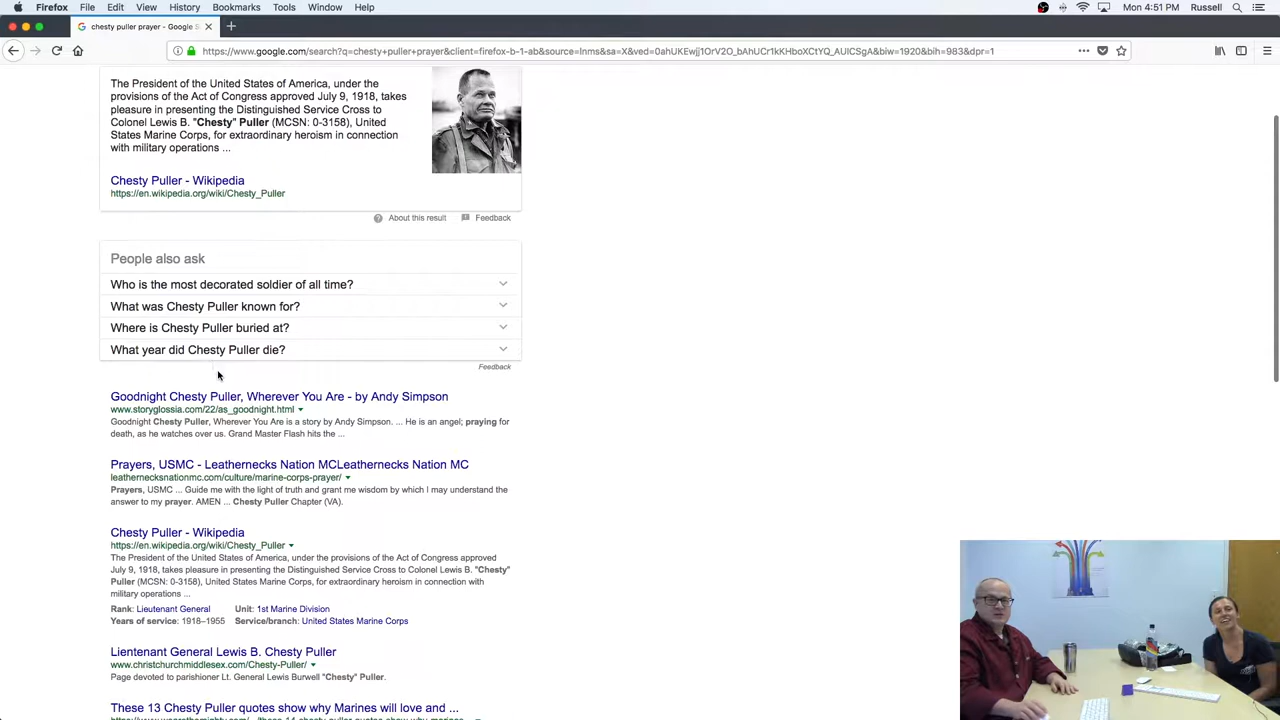 Firefox File Edit View History Bookmarks Tools Window Help Mon 4:51 PM Russell
chesty puller prayer - Google S
https://www.google.com/search?q=chesty+puller+prayer&client=firefox-b-1-ab&source=lnms&sa=X&ved=0ahUKEwjj1OrV2O_bAhUCr1kKHboXCtYQ_AUICSgA&biw=1920&bih=983&dpr=1
The President of the United States of America, under the
provisions of the Act of Congress approved July 9, 1918, takes
pleasure in presenting the Distinguished Service Cross to
Colonel Lewis B. "Chesty" Puller (MCSN: 0-3158), United
States Marine Corps, for extraordinary heroism in connection
with military operations ...
Chesty Puller - Wikipedia
https://en.wikipedia.org/wiki/Chesty_Puller
About this result Feedback
People also ask
Who is the most decorated soldier of all time?
What was Chesty Puller known for?
Where is Chesty Puller buried at?
What year did Chesty Puller die?
Feedback
Goodnight Chesty Puller, Wherever You Are - by Andy Simpson
www.storyglossia.com/22/as_goodnight.html
Goodnight Chesty Puller, Wherever You Are is a story by Andy Simpson. ... He is an angel; praying for
death, as he watches over us. Grand Master Flash hits the ...
Prayers, USMC - Leathernecks Nation MCLeathernecks Nation MC
leathernecksnationmc.com/culture/marine-corps-prayer/
Prayers, USMC ... Guide me with the light of truth and grant me wisdom by which I may understand the
answer to my prayer. AMEN ... Chesty Puller Chapter (VA).
Chesty Puller - Wikipedia
https://en.wikipedia.org/wiki/Chesty_Puller
The President of the United States of America, under the provisions of the Act of Congress approved
July 9, 1918, takes pleasure in presenting the Distinguished Service Cross to Colonel Lewis B. "Chesty"
Puller (MCSN: 0-3158), United States Marine Corps, for extraordinary heroism in connection with
military operations ...
Rank: Lieutenant General Unit: 1st Marine Division
Years of service: 1918–1955 Service/branch: United States Marine Corps
Lientenant General Lewis B. Chesty Puller
www.christchurchmiddlesex.com/Chesty-Puller/
Page devoted to parishioner Lt. General Lewis Burwell "Chesty" Puller.
These 13 Chesty Puller quotes show why Marines will love and ...